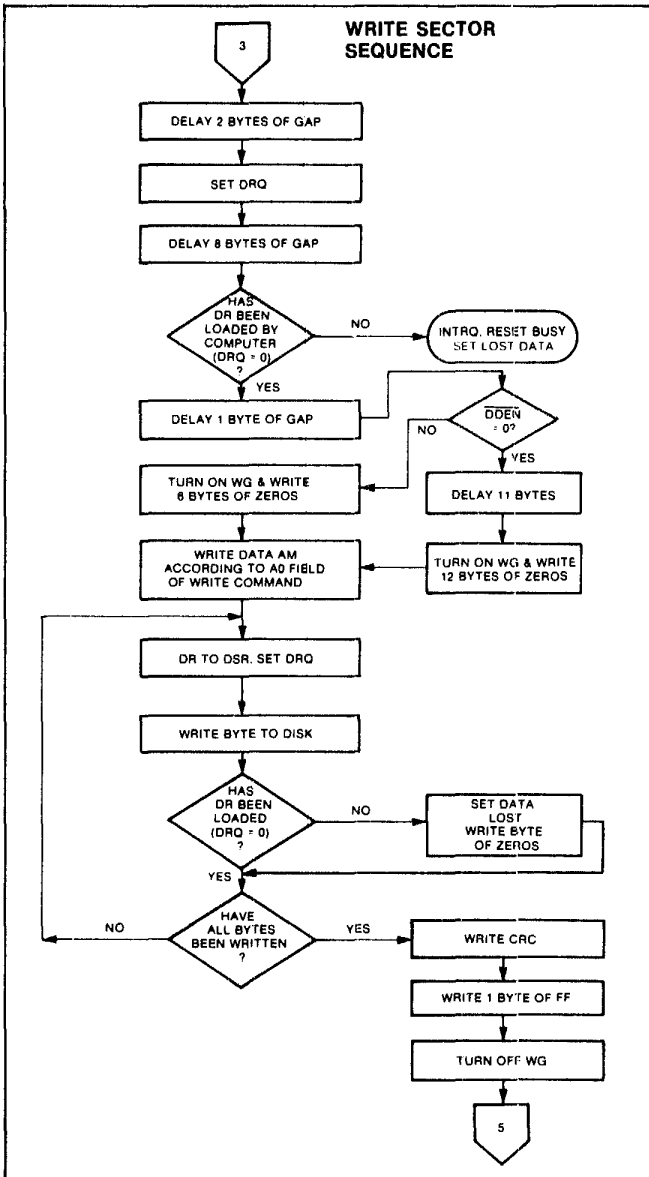 WRITE SECTOR
SEQUENCE
3
DELAY 2 BYTES OF GAP
SET DRQ
DELAY 8 BYTES OF GAP
HAS
DR BEEN
LOADED BY
COMPUTER
(DRQ = 0)
?
NO
INTRQ. RESET BUSY
SET LOST DATA
YES
DELAY 1 BYTE OF GAP
DDEN
= 0?
NO
YES
TURN ON WG & WRITE
6 BYTES OF ZEROS
DELAY 11 BYTES
WRITE DATA AM
ACCORDING TO A0 FIELD
OF WRITE COMMAND
TURN ON WG & WRITE
12 BYTES OF ZEROS
DR TO DSR. SET DRQ
WRITE BYTE TO DISK
HAS
DR BEEN
LOADED
(DRQ = 0)
?
NO
SET DATA
LOST
WRITE BYTE
OF ZEROS
YES
HAVE
ALL BYTES
BEEN WRITTEN
?
NO
YES
WRITE CRC
WRITE 1 BYTE OF FF
TURN OFF WG
5